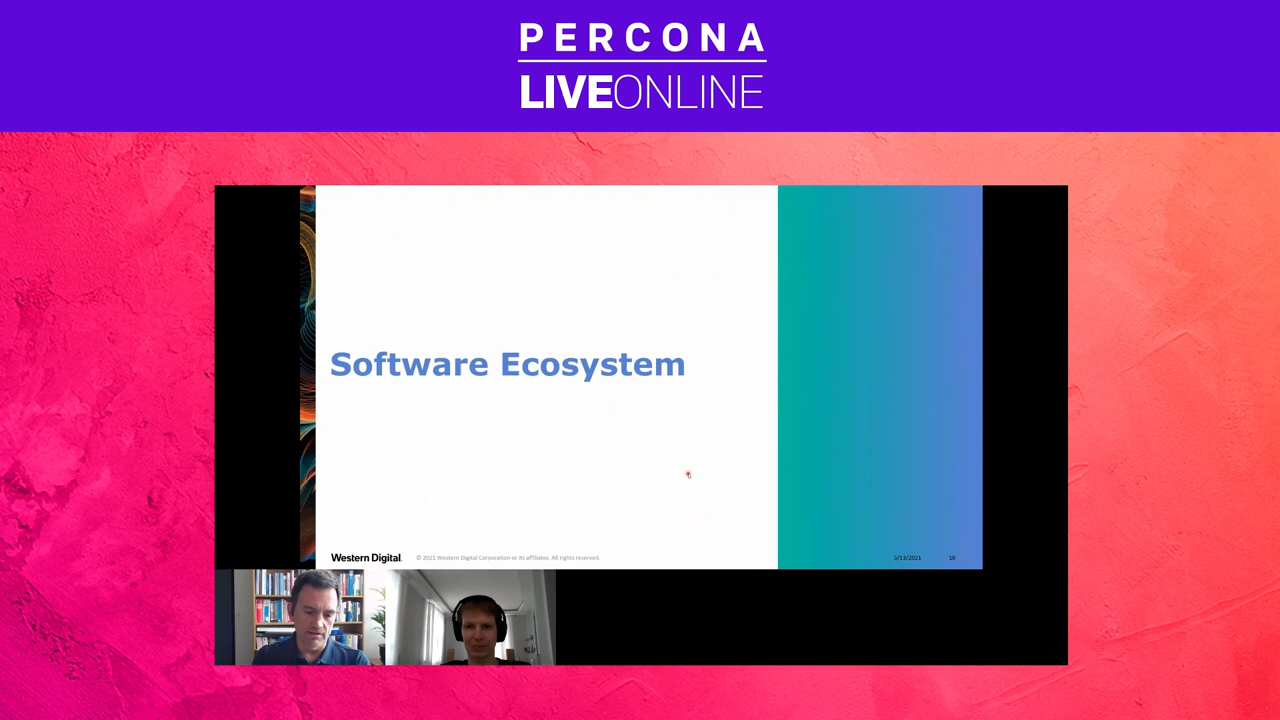 PERCONA
LIVEONLINE
Software Ecosystem
Western Digital. © 2021 Western Digital Corporation or its affiliates. All rights reserved. 5/13/2021 18